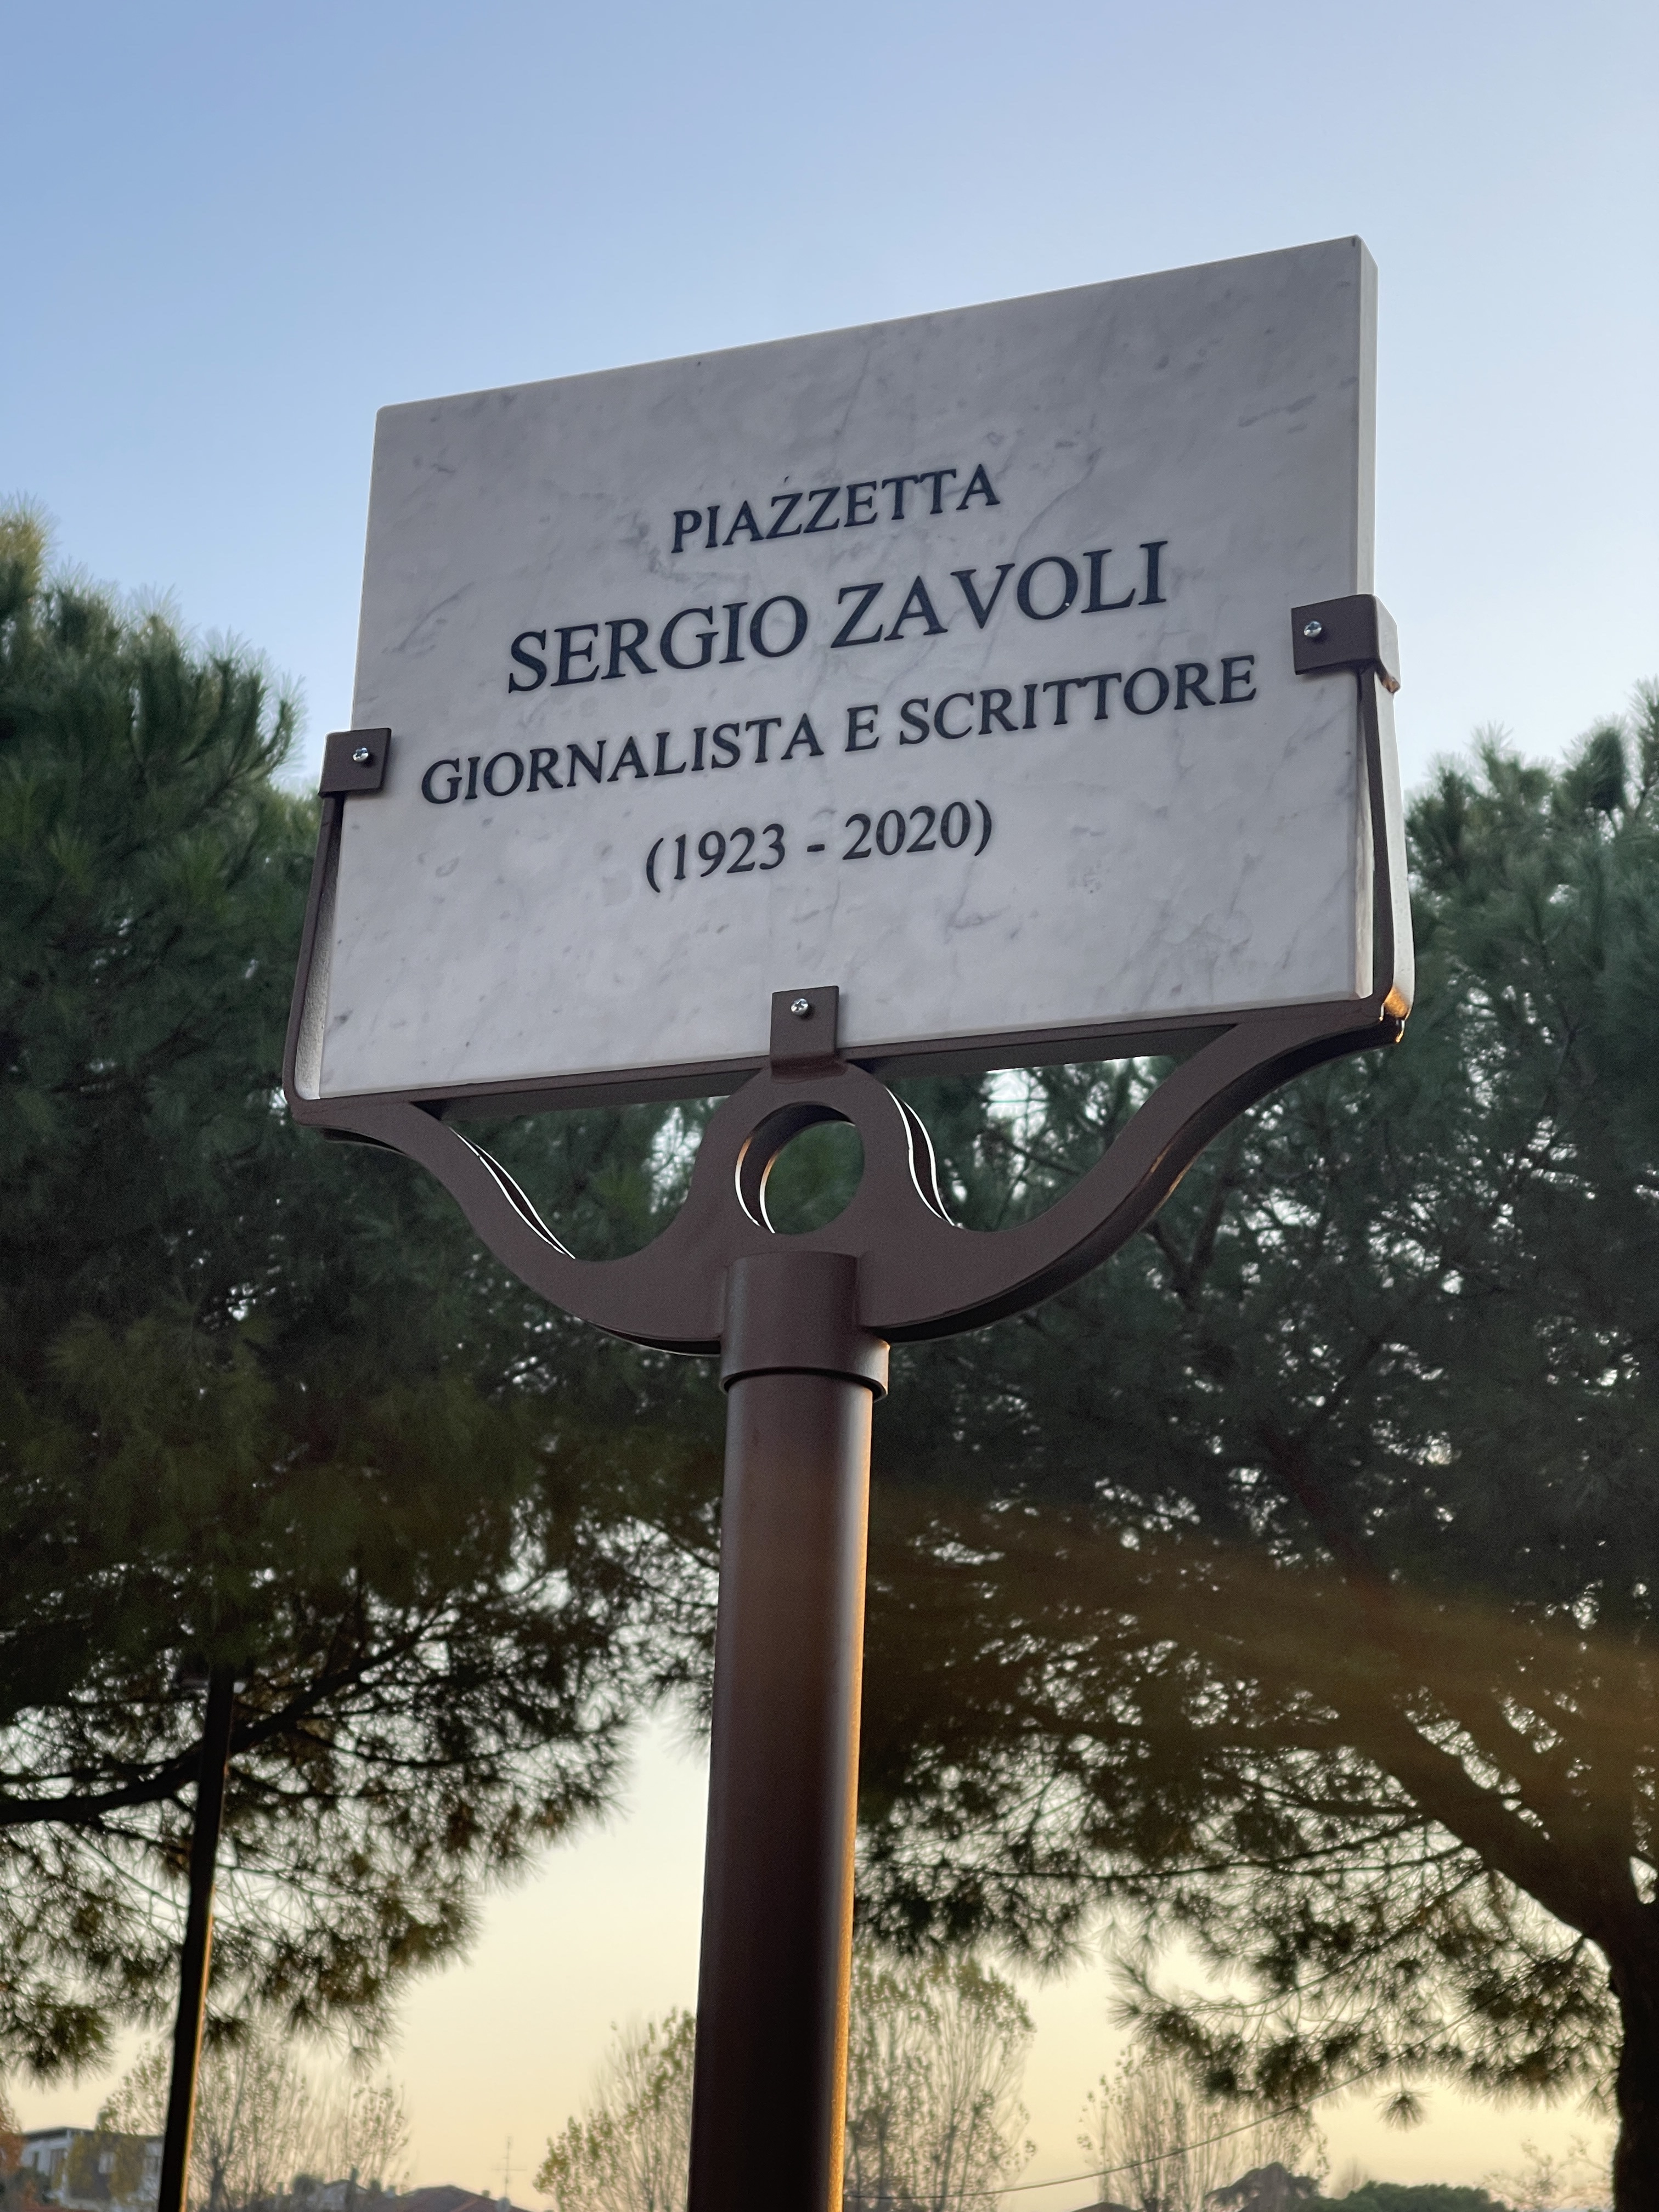 PIAZZETTA
SERGIO ZAVOLI
GIORNALISTA E SCRITTORE
(1923 - 2020)